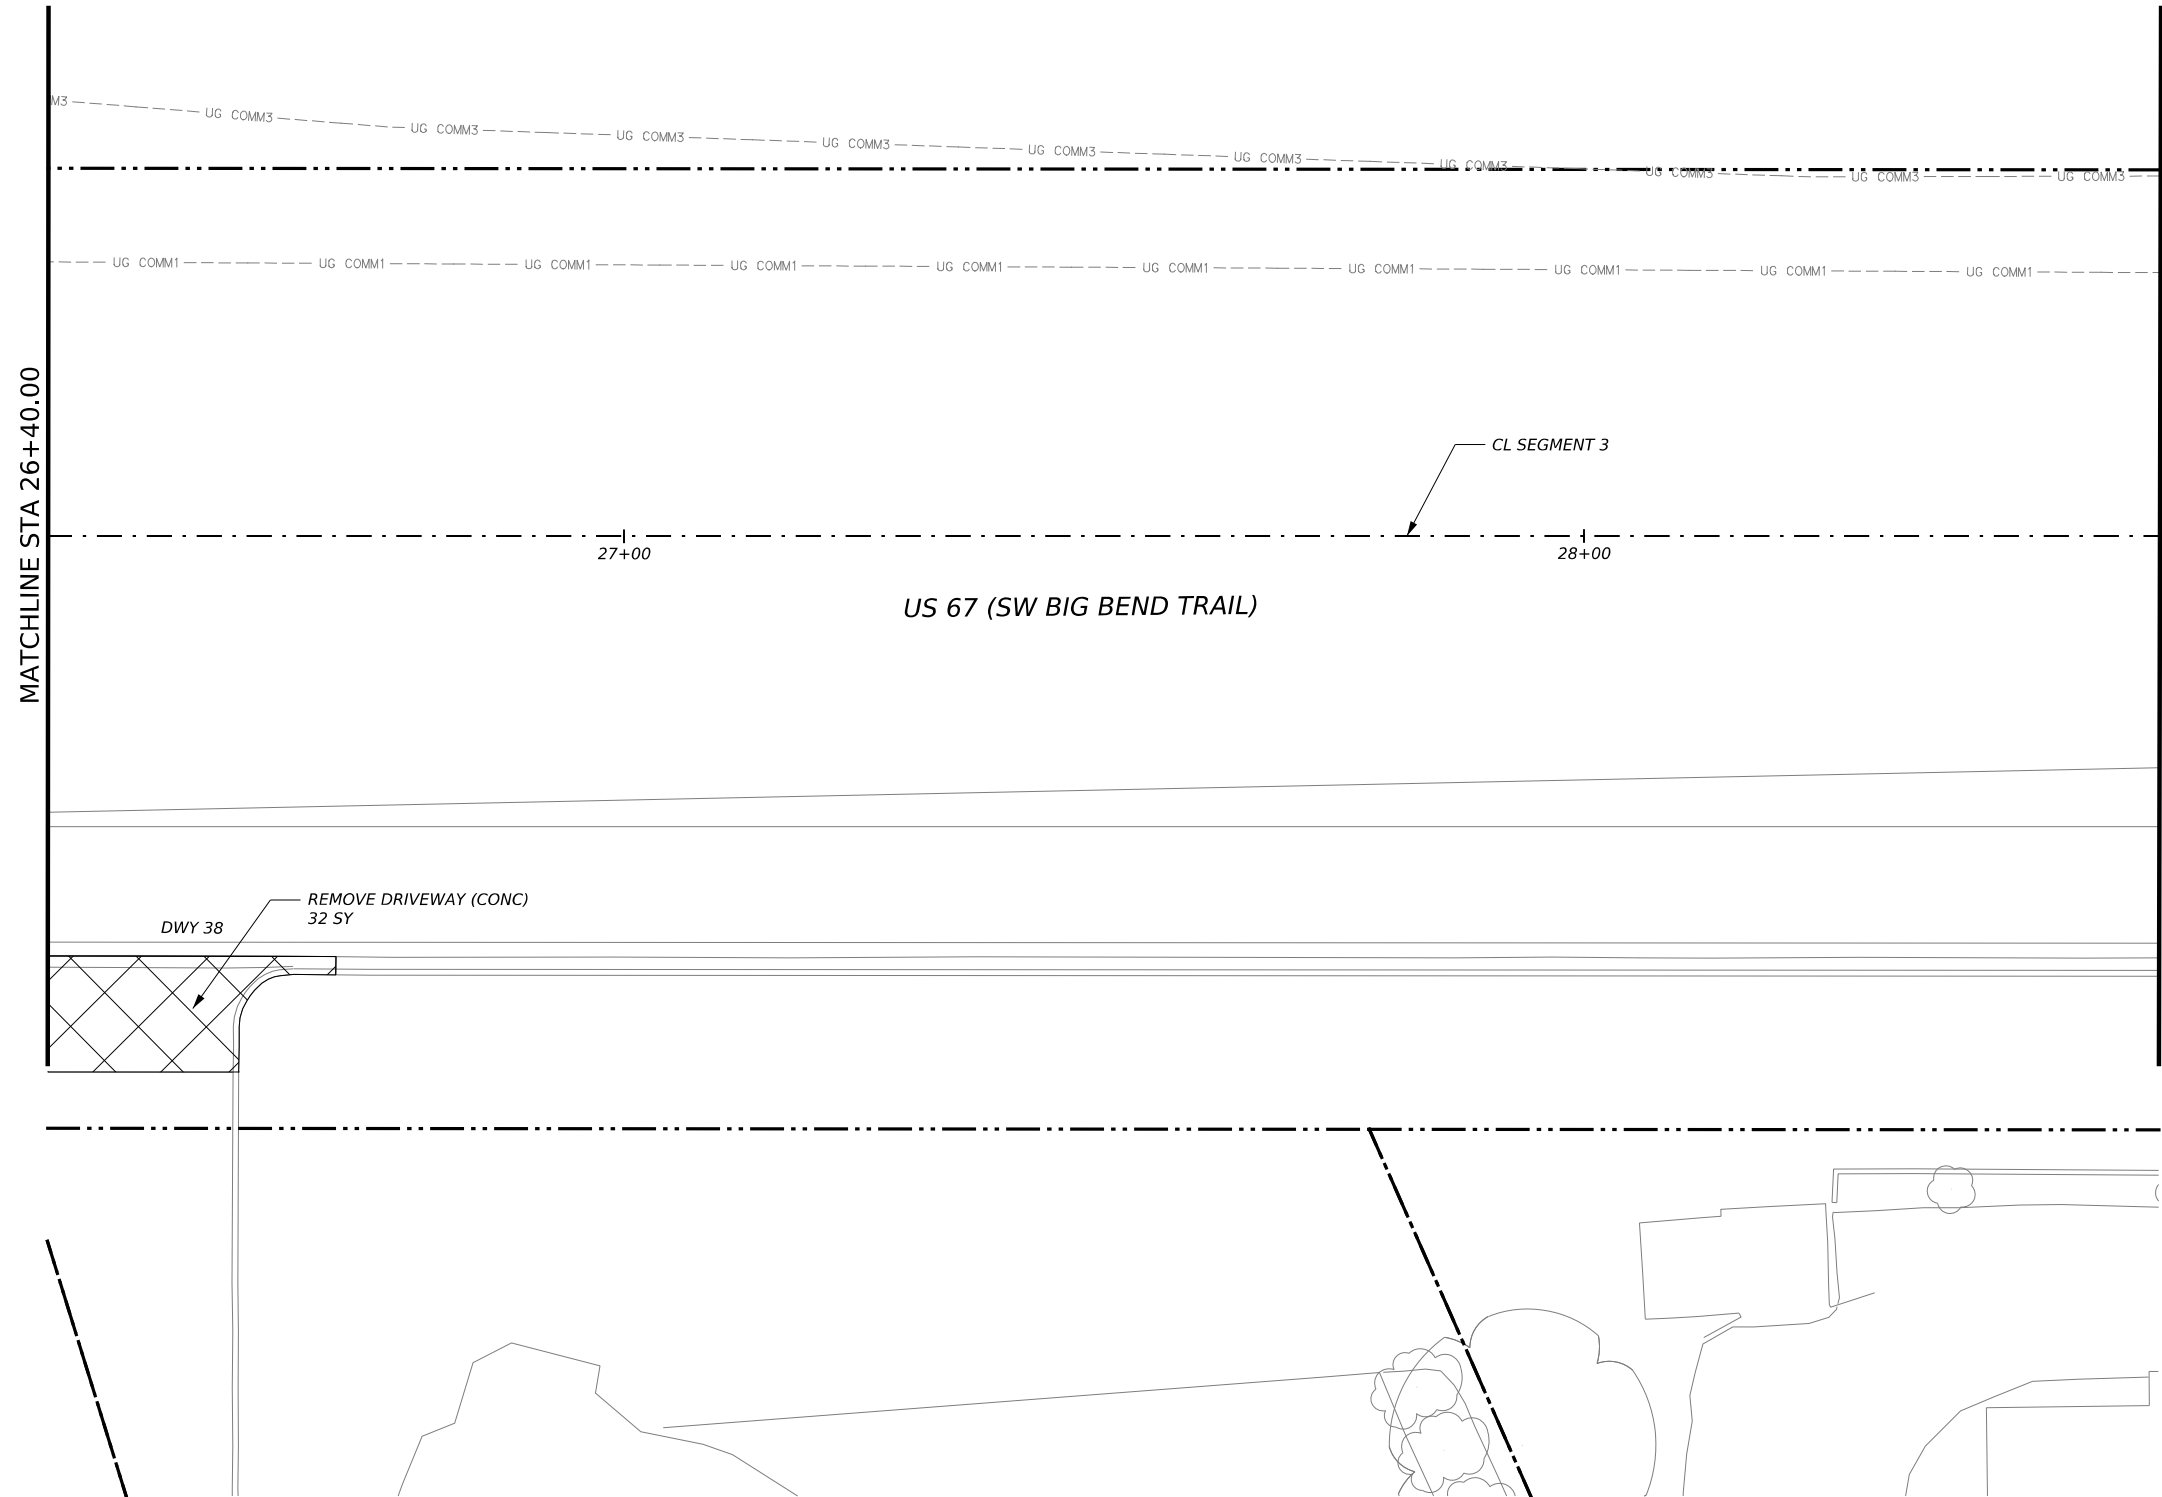 M3
UG COMM3
UG COMM3
UG COMM3
UG COMM3
UG COMM3
UG COMM3
UG COMM3
UG COMM3
UG COMM3
UG COMM3
UG COMM1
UG COMM1
UG COMM1
UG COMM1
UG COMM1
UG COMM1
UG COMM1
UG COMM1
UG COMM1
UG COMM1
MATCHLINE STA 26+40.00
CL SEGMENT 3
27+00
28+00
US 67 (SW BIG BEND TRAIL)
REMOVE DRIVEWAY (CONC)
32 SY
DWY 38